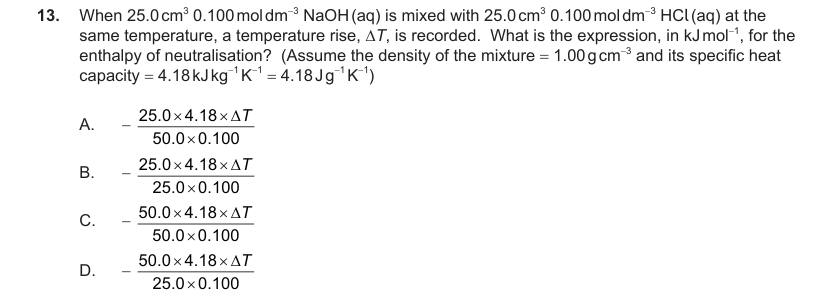 13. When 25.0 cm³ 0.100 mol dm⁻³ NaOH (aq) is mixed with 25.0 cm³ 0.100 mol dm⁻³ HCl (aq) at the
same temperature, a temperature rise, ΔT, is recorded. What is the expression, in kJ mol⁻¹, for the
enthalpy of neutralisation? (Assume the density of the mixture = 1.00 g cm⁻³ and its specific heat
capacity = 4.18 kJ kg⁻¹ K⁻¹ = 4.18 J g⁻¹ K⁻¹)
A. – 25.0 × 4.18 × ΔT
50.0 × 0.100
B. – 25.0 × 4.18 × ΔT
25.0 × 0.100
C. – 50.0 × 4.18 × ΔT
50.0 × 0.100
D. – 50.0 × 4.18 × ΔT
25.0 × 0.100